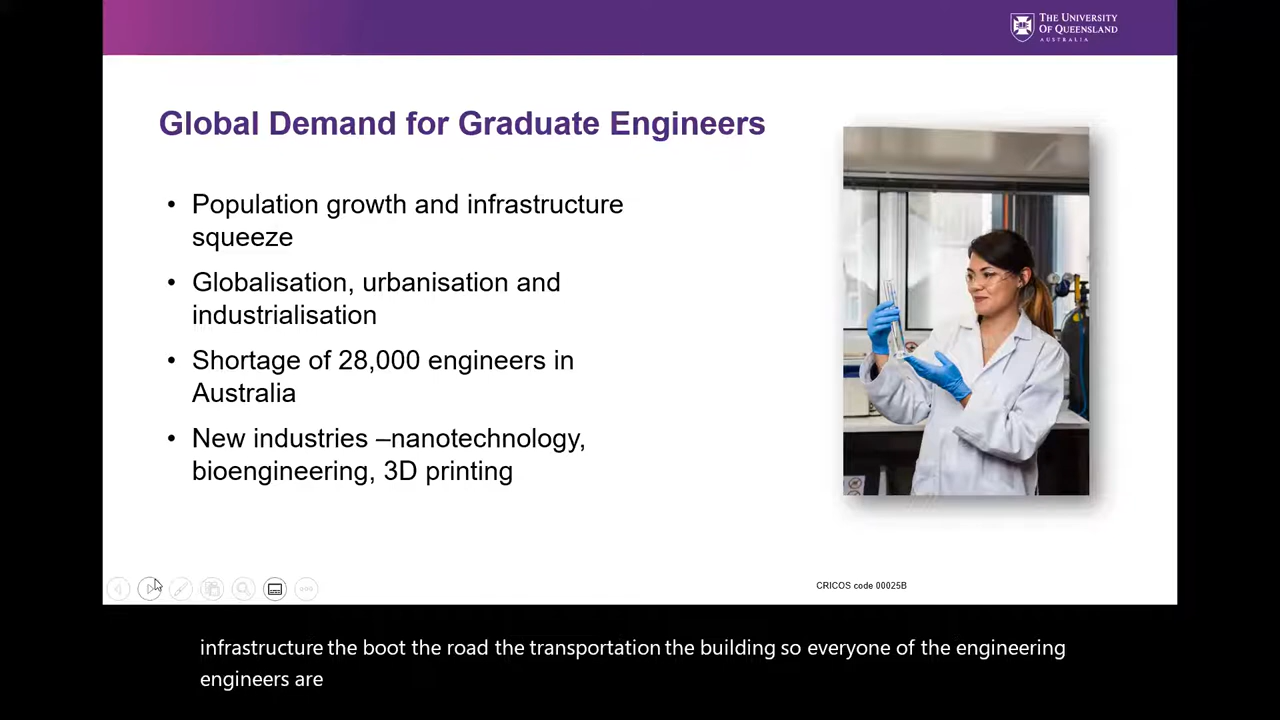 THE UNIVERSITY
OF QUEENSLAND
AUSTRALIA
Global Demand for Graduate Engineers
• Population growth and infrastructure
squeeze
• Globalisation, urbanisation and
industrialisation
• Shortage of 28,000 engineers in
Australia
• New industries –nanotechnology,
bioengineering, 3D printing
CRICOS code 00025B
infrastructure the boot the road the transportation the building so everyone of the engineering
engineers are